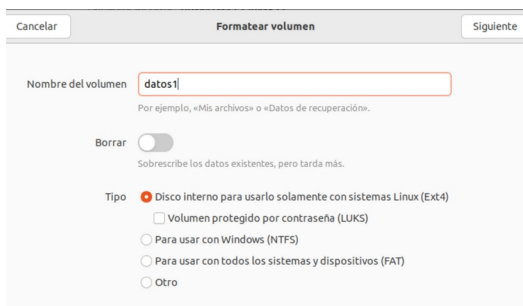 Cancelar Formatear volumen Siguiente
Nombre del volumen datos1
Por ejemplo, «Mis archivos» o «Datos de recuperación».
Borrar
Sobrescribe los datos existentes, pero tarda más.
Tipo Disco interno para usarlo solamente con sistemas Linux (Ext4)
Volumen protegido por contraseña (LUKS)
Para usar con Windows (NTFS)
Para usar con todos los sistemas y dispositivos (FAT)
Otro